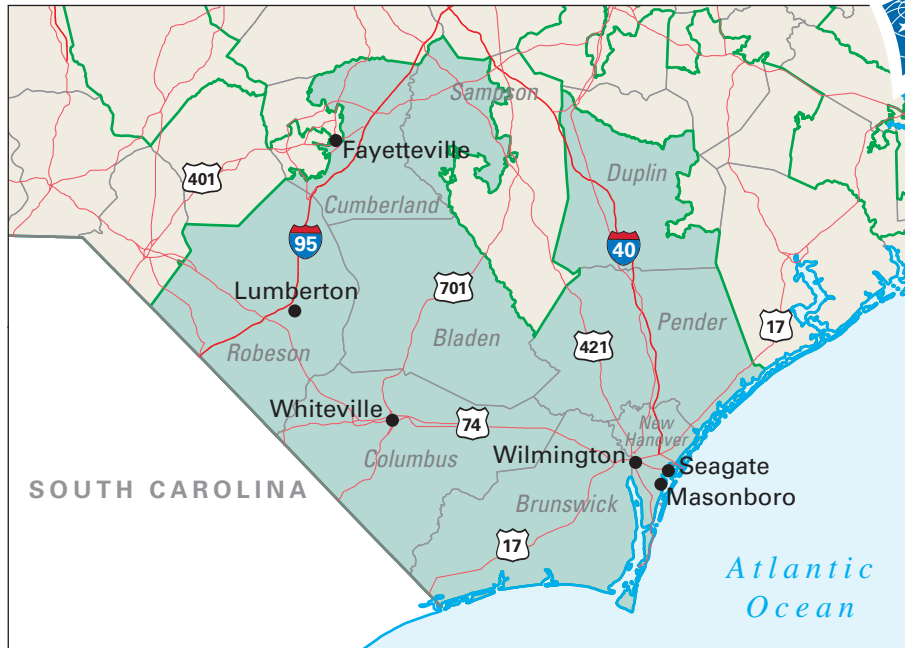 Sampson
Fayetteville
Duplin
401
Cumberland
95
40
Lumberton
701
Pender
17
Robeson
Bladen
421
Whiteville
74
New
Hanover
Columbus
Wilmington
Seagate
SOUTH CAROLINA
Masonboro
Brunswick
17
Atlantic
Ocean